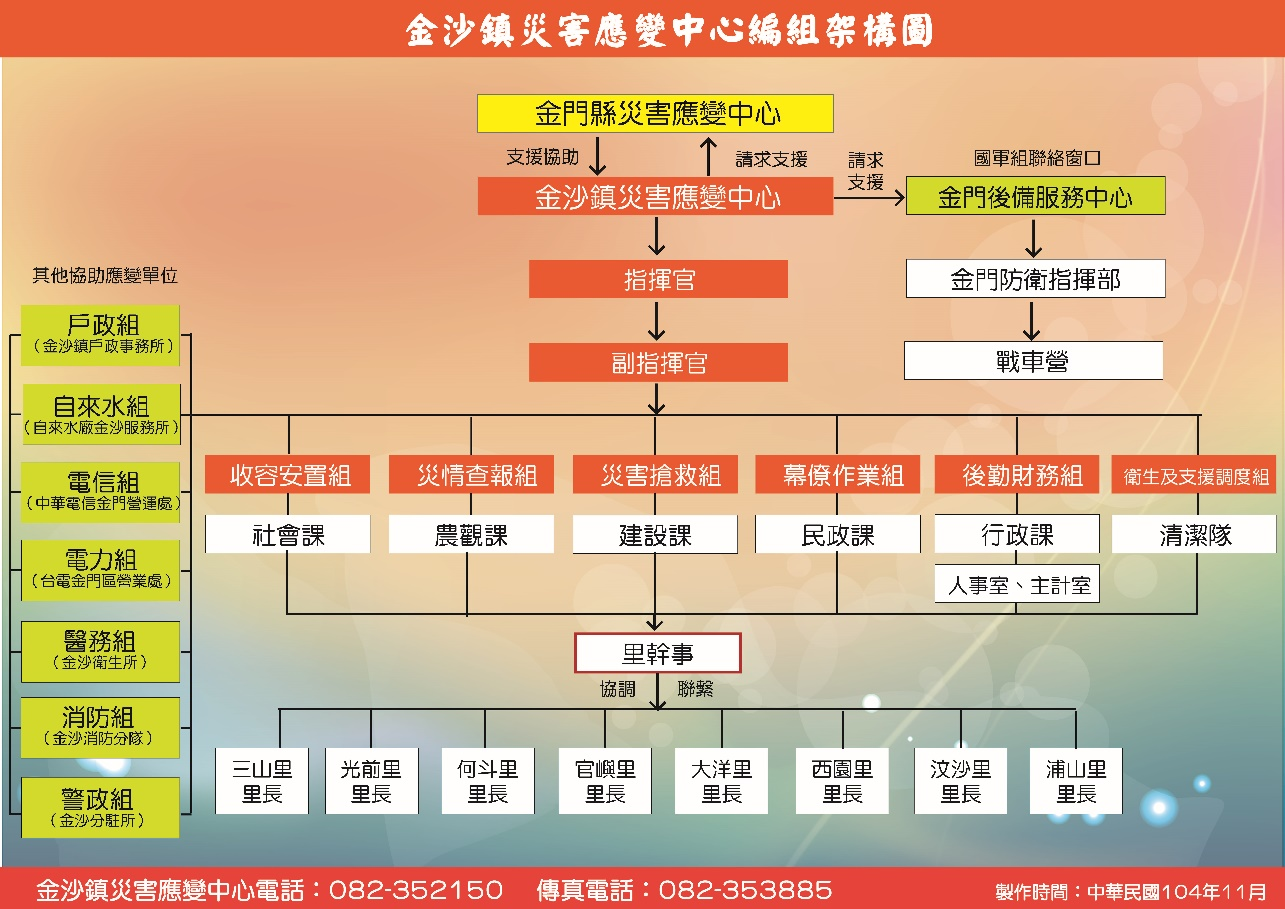 金沙鎮災害應變中心編組架構圖
金門縣災害應變中心
支援協助
請求支援
請求
支援
國軍組聯絡窗口
金沙鎮災害應變中心
金門後備服務中心
指揮官
金門防衛指揮部
副指揮官
戰車營
其他協助應變單位
戶政組
(金沙鎮戶政事務所)
自來水組
(自來水廠金沙服務所)
電信組
(中華電信金門營運處)
電力組
(台電金門區營業處)
醫務組
(金沙衛生所)
消防組
(金沙消防分隊)
警政組
(金沙分駐所)
收容安置組
災情查報組
災害搶救組
幕僚作業組
後勤財務組
衛生及支援調度組
社會課
農觀課
建設課
民政課
行政課
清潔隊
人事室、主計室
里幹事
協調
聯繫
三山里
里長
光前里
里長
何斗里
里長
官嶼里
里長
大洋里
里長
西園里
里長
汶沙里
里長
浦山里
里長
金沙鎮災害應變中心電話：082-352150 傳真電話：082-353885
製作時間：中華民國104年11月